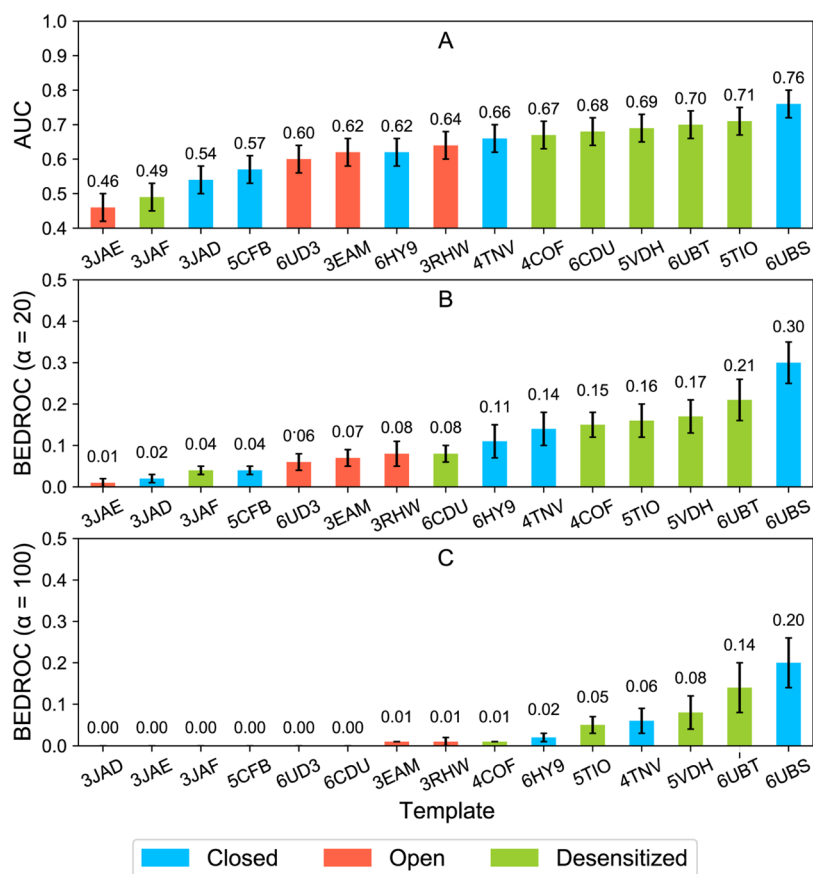 A
AUC
1.0
0.9
0.8
0.7
0.6
0.5
0.4
0.46 0.49 0.54 0.57 0.60 0.62 0.62 0.64 0.66 0.67 0.68 0.69 0.70 0.71 0.76
3JAE 3JAF 3JAD 5CFB 6UD3 3EAM 6HY9 3RHW 4TNV 4COF 6CDU 5VDH 6UBT 5TIO 6UBS
B
BEDROC (α = 20)
0.5
0.4
0.3
0.2
0.1
0.0
0.01 0.02 0.04 0.04 0.06 0.07 0.08 0.08 0.11 0.14 0.15 0.16 0.17 0.21 0.30
3JAE 3JAD 3JAF 5CFB 6UD3 3EAM 3RHW 6CDU 6HY9 4TNV 4COF 5TIO 5VDH 6UBT 6UBS
C
BEDROC (α = 100)
0.5
0.4
0.3
0.2
0.1
0.0
0.00 0.00 0.00 0.00 0.00 0.00 0.01 0.01 0.01 0.02 0.05 0.06 0.08 0.14 0.20
3JAD 3JAE 3JAF 5CFB 6UD3 6CDU 3EAM 3RHW 4COF 6HY9 5TIO 4TNV 5VDH 6UBT 6UBS
Template
Closed Open Desensitized